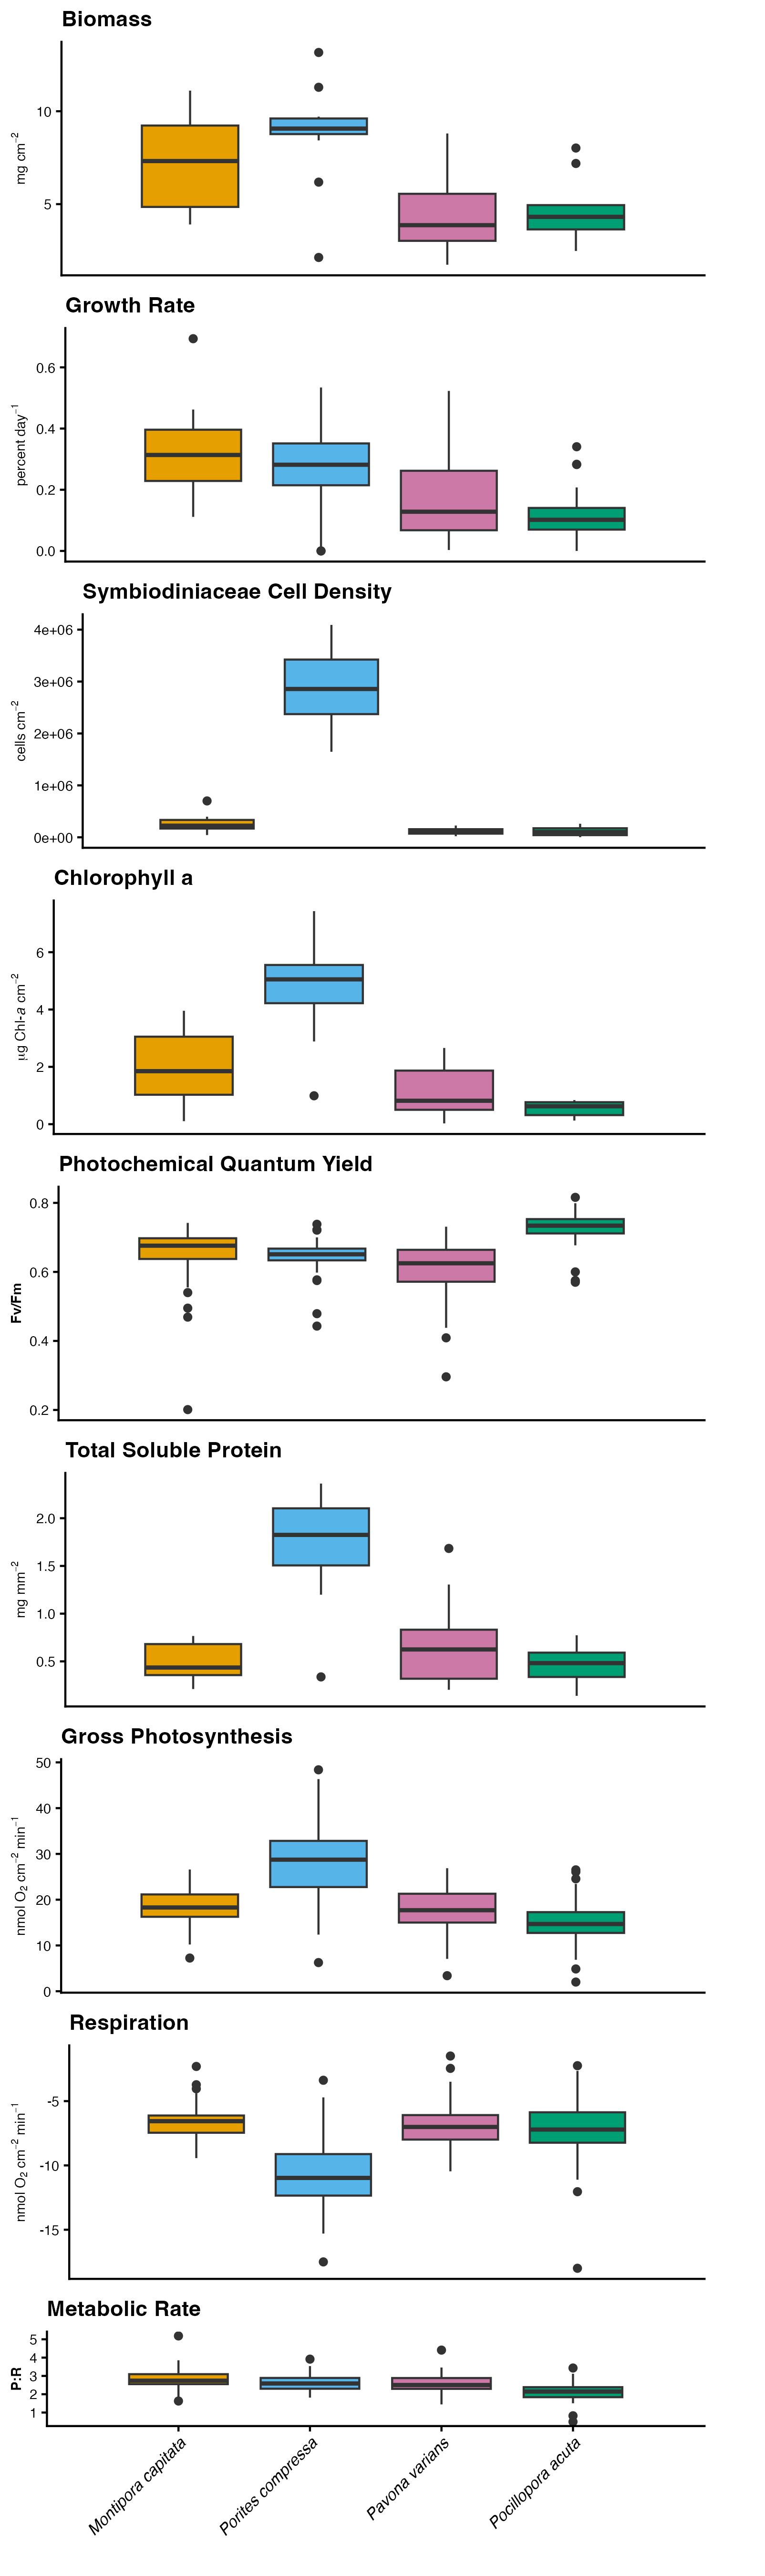 Biomass
mg cm⁻²
10
5
Growth Rate
percent day⁻¹
0.6
0.4
0.2
0.0
Symbiodiniaceae Cell Density
cells cm⁻²
4e+06
3e+06
2e+06
1e+06
0e+00
Chlorophyll a
µg Chl-a cm⁻²
6
4
2
0
Photochemical Quantum Yield
Fv/Fm
0.8
0.6
0.4
0.2
Total Soluble Protein
mg mm⁻²
2.0
1.5
1.0
0.5
Gross Photosynthesis
nmol O₂ cm⁻² min⁻¹
50
40
30
20
10
0
Respiration
nmol O₂ cm⁻² min⁻¹
-5
-10
-15
Metabolic Rate
P:R
5
4
3
2
1
Montipora capitata
Porites compressa
Pavona varians
Pocillopora acuta